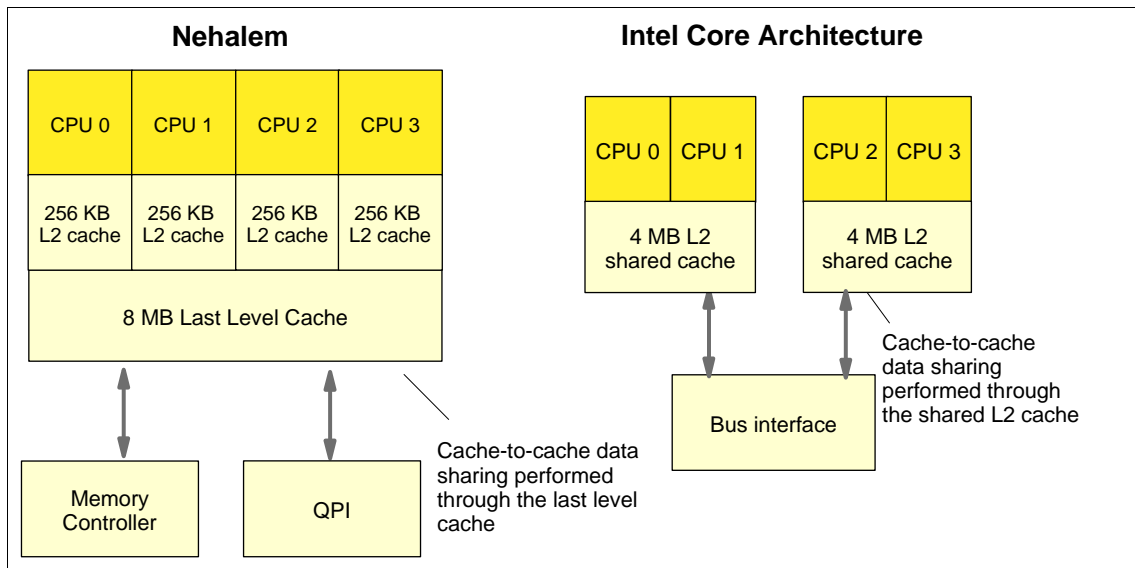 Nehalem
CPU 0
CPU 1
CPU 2
CPU 3
256 KB
L2 cache
256 KB
L2 cache
256 KB
L2 cache
256 KB
L2 cache
8 MB Last Level Cache
Memory
Controller
QPI
Cache-to-cache data
sharing performed
through the last level
cache
Intel Core Architecture
CPU 0
CPU 1
CPU 2
CPU 3
4 MB L2
shared cache
4 MB L2
shared cache
Bus interface
Cache-to-cache
data sharing
performed through
the shared L2 cache